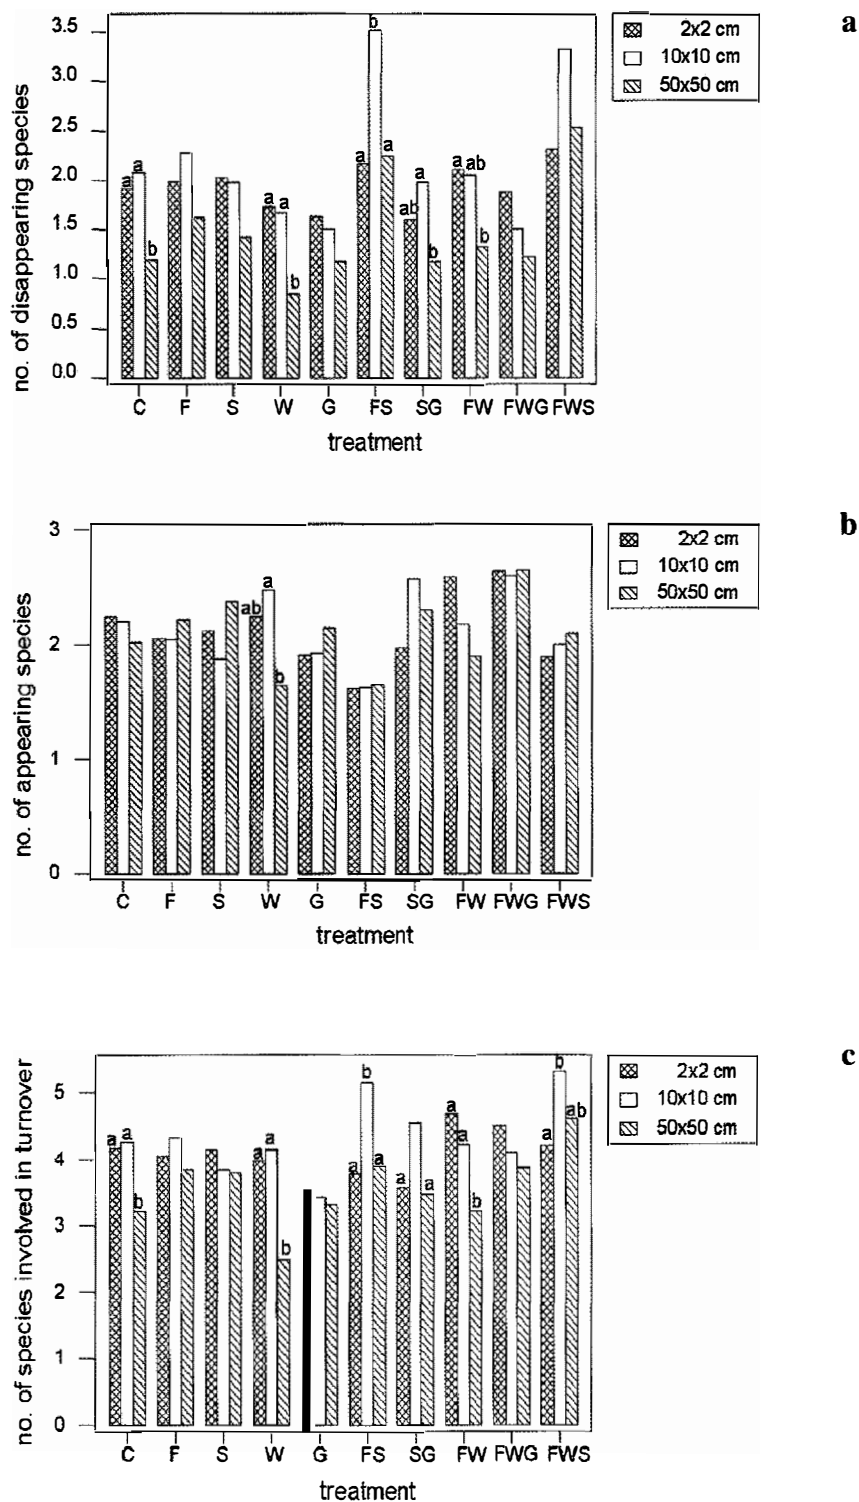 a
no. of disappearing species
3.5
3.0
2.5
2.0
1.5
1.0
0.5
0.0
a a b
a a b
a b a
ab a b
a ab b
2x2 cm
10x10 cm
50x50 cm
C F S W G FS SG FW FWG FWS
treatment
b
no. of appearing species
3
2
1
0
ab a b
2x2 cm
10x10 cm
50x50 cm
C F S W G FS SG FW FWG FWS
treatment
c
no. of species involved in turnover
5
4
3
2
1
0
a a b
a a b
a b a
a a
a a b
a b ab
2x2 cm
10x10 cm
50x50 cm
C F S W G FS SG FW FWG FWS
treatment